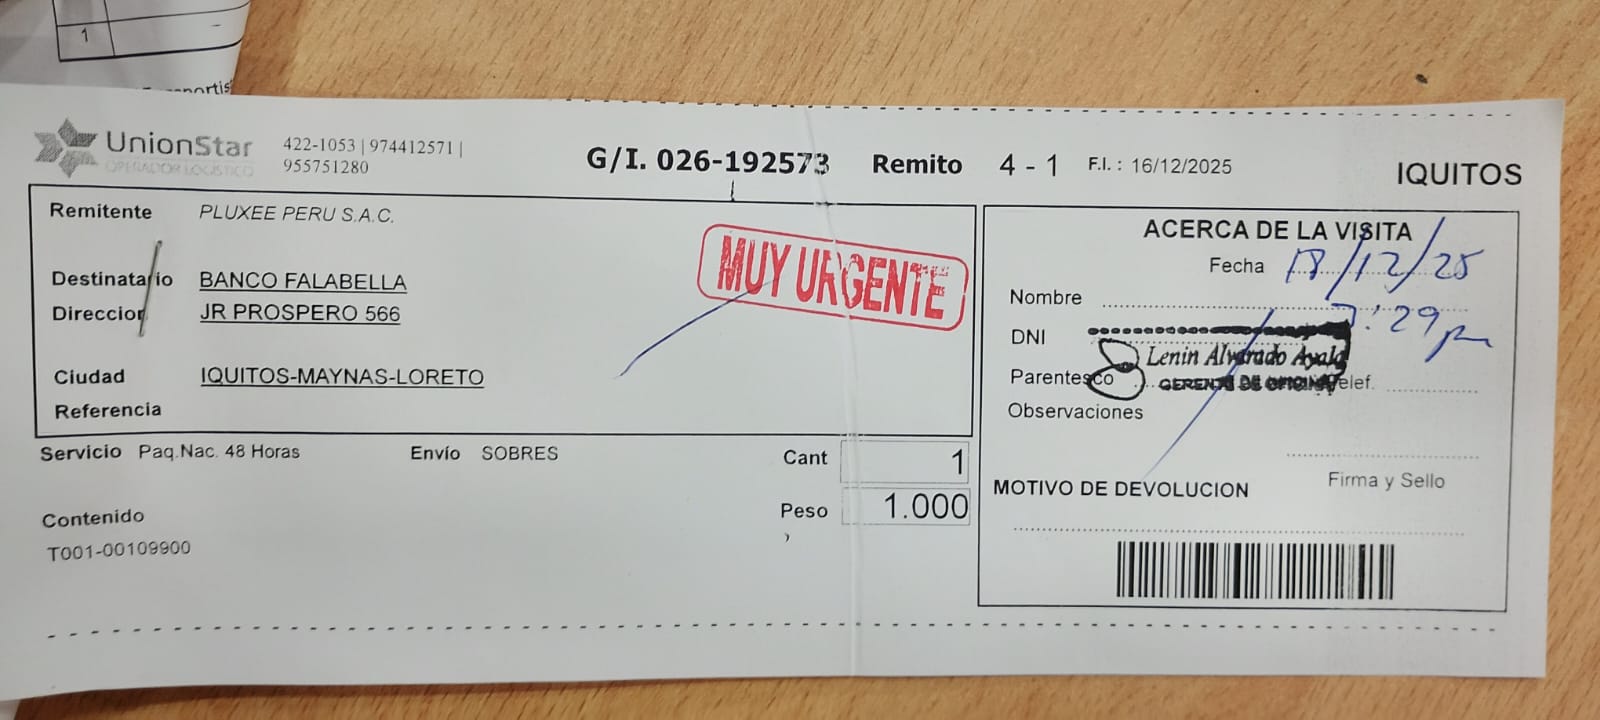 1
UnionStar
OPERADOR LOGISTICO
422-1053 | 974412571 |
955751280
G/I. 026-192573
Remito 4 - 1
F.I. : 16/12/2025
IQUITOS
Remitente PLUXEE PERU S.A.C.
Destinatario BANCO FALABELLA
Direccion JR PROSPERO 566
Ciudad IQUITOS-MAYNAS-LORETO
Referencia
MUY URGENTE
Servicio Paq.Nac. 48 Horas
Envío SOBRES
Cant 1
Peso 1.000
Contenido
T001-00109900
ACERCA DE LA VISITA
Fecha 18/12/25
Nombre
:29 pm
DNI
Lenin Alvarado Ayala
Parentesco
GERENTE DE OFICINA
Telef.
Observaciones
Firma y Sello
MOTIVO DE DEVOLUCION